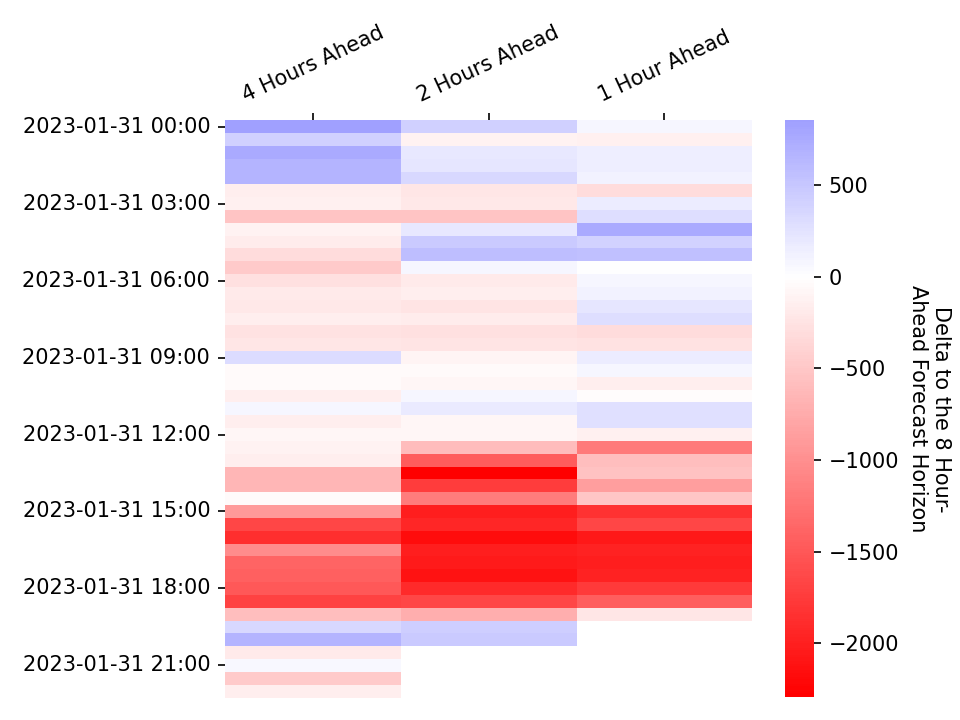 4 Hours Ahead
2 Hours Ahead
1 Hour Ahead
2023-01-31 00:00
2023-01-31 03:00
2023-01-31 06:00
2023-01-31 09:00
2023-01-31 12:00
2023-01-31 15:00
2023-01-31 18:00
2023-01-31 21:00
500
0
−500
−1000
−1500
−2000
Delta to the 8 Hour-
Ahead Forecast Horizon